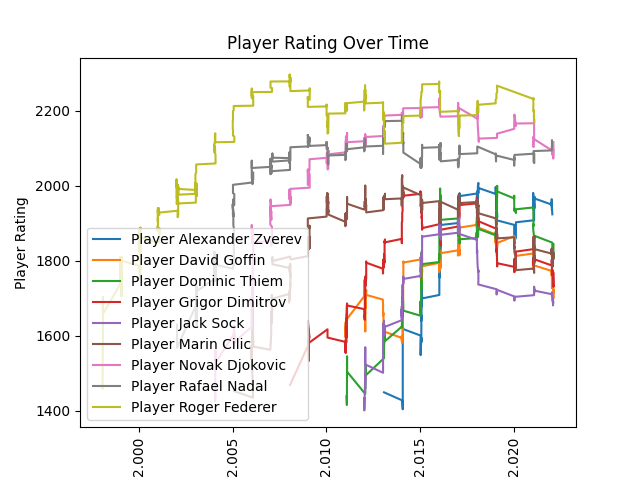 Player Rating Over Time
Player Rating
2200
2000
1800
1600
1400
Player Alexander Zverev
Player David Goffin
Player Dominic Thiem
Player Grigor Dimitrov
Player Jack Sock
Player Marin Cilic
Player Novak Djokovic
Player Rafael Nadal
Player Roger Federer
2.000
2.005
2.010
2.015
2.020